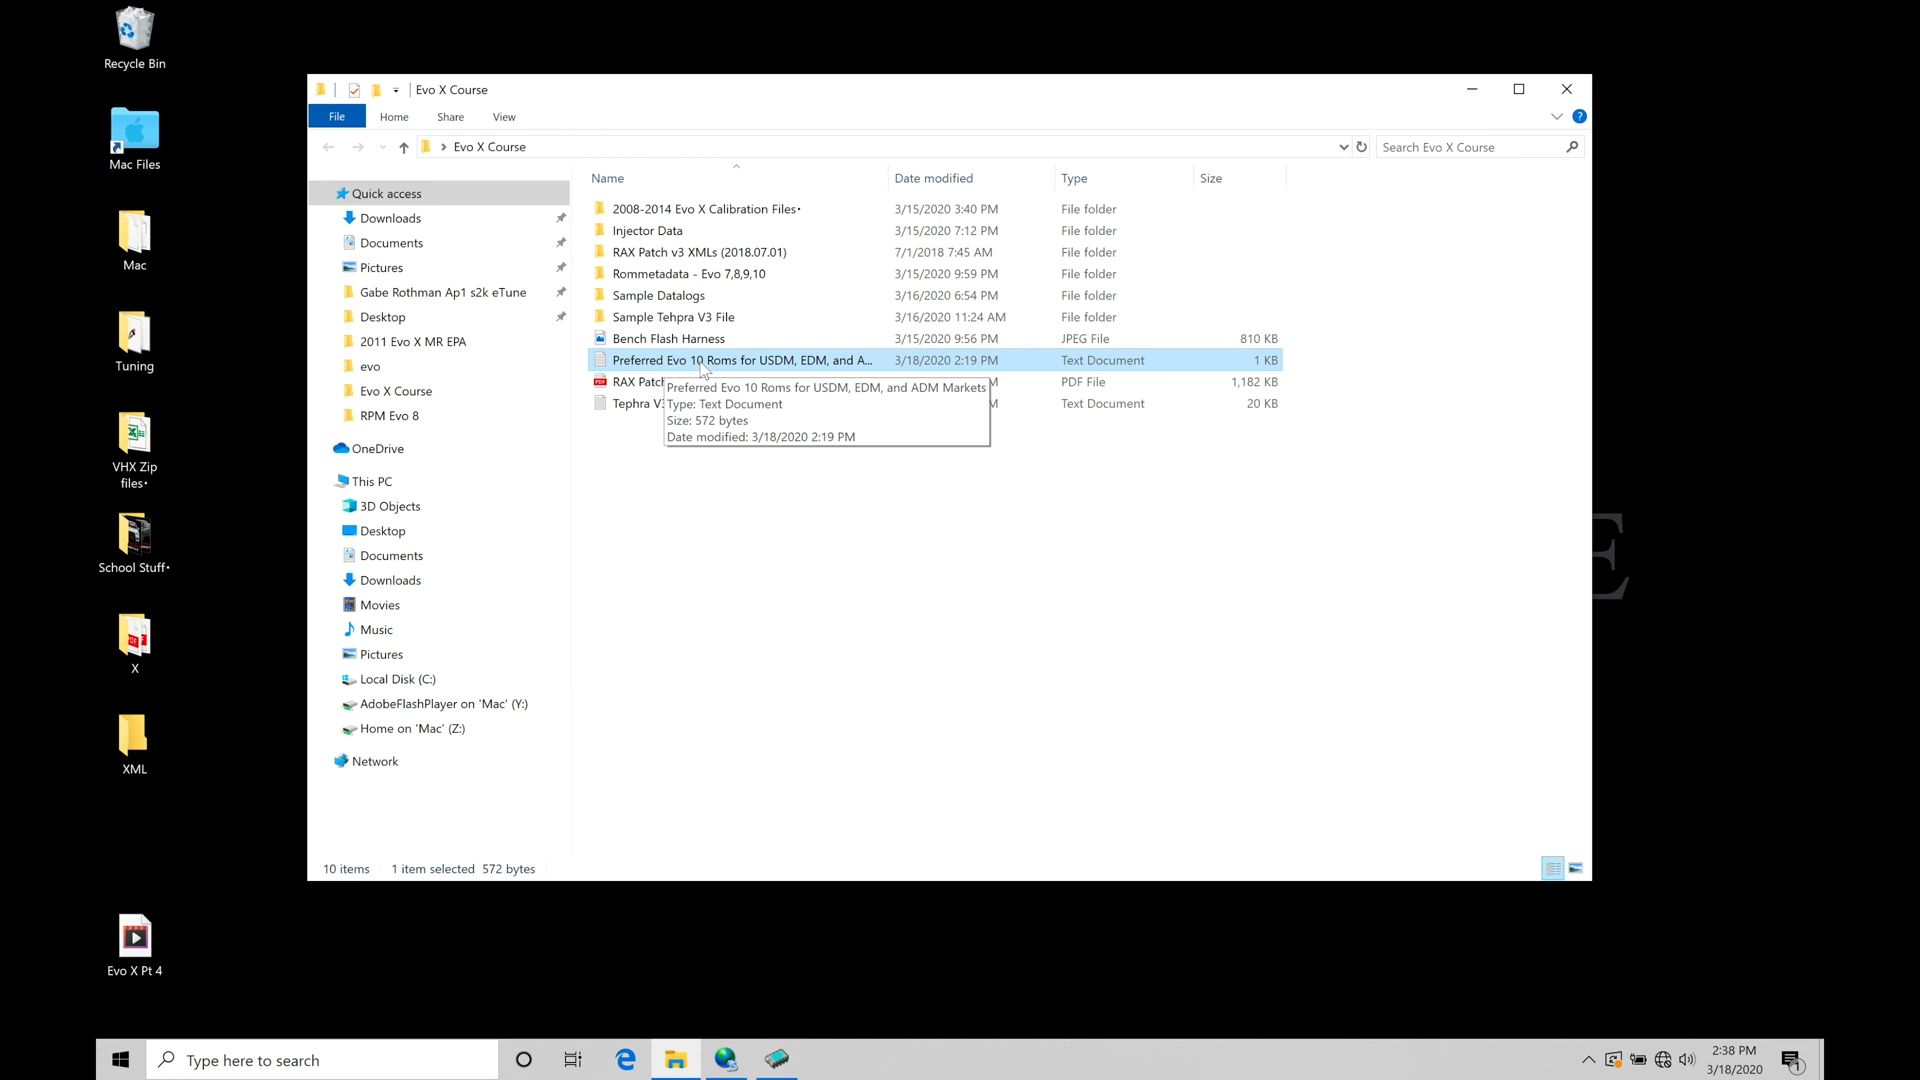 Recycle Bin
Mac Files
Mac
Tuning
VHX Zip
files•
School Stuff•
X
XML
Evo X Pt 4
Evo X Course
File
Home
Share
View
Evo X Course
Search Evo X Course
Quick access
Downloads
Documents
Pictures
Gabe Rothman Ap1 s2k eTune
Desktop
2011 Evo X MR EPA
evo
Evo X Course
RPM Evo 8
OneDrive
This PC
3D Objects
Desktop
Documents
Downloads
Movies
Music
Pictures
Local Disk (C:)
AdobeFlashPlayer on 'Mac' (Y:)
Home on 'Mac' (Z:)
Network
Name Date modified Type Size
2008-2014 Evo X Calibration Files• 3/15/2020 3:40 PM File folder
Injector Data 3/15/2020 7:12 PM File folder
RAX Patch v3 XMLs (2018.07.01) 7/1/2018 7:45 AM File folder
Rommetadata - Evo 7,8,9,10 3/15/2020 9:59 PM File folder
Sample Datalogs 3/16/2020 6:54 PM File folder
Sample Tehpra V3 File 3/16/2020 11:24 AM File folder
Bench Flash Harness 3/15/2020 9:56 PM JPEG File 810 KB
Preferred Evo 10 Roms for USDM, EDM, and A... 3/18/2020 2:19 PM Text Document 1 KB
RAX Patch M PDF File 1,182 KB
Tephra V3 M Text Document 20 KB
Preferred Evo 10 Roms for USDM, EDM, and ADM Markets
Type: Text Document
Size: 572 bytes
Date modified: 3/18/2020 2:19 PM
10 items 1 item selected 572 bytes
E
Type here to search
2:38 PM
3/18/2020
1